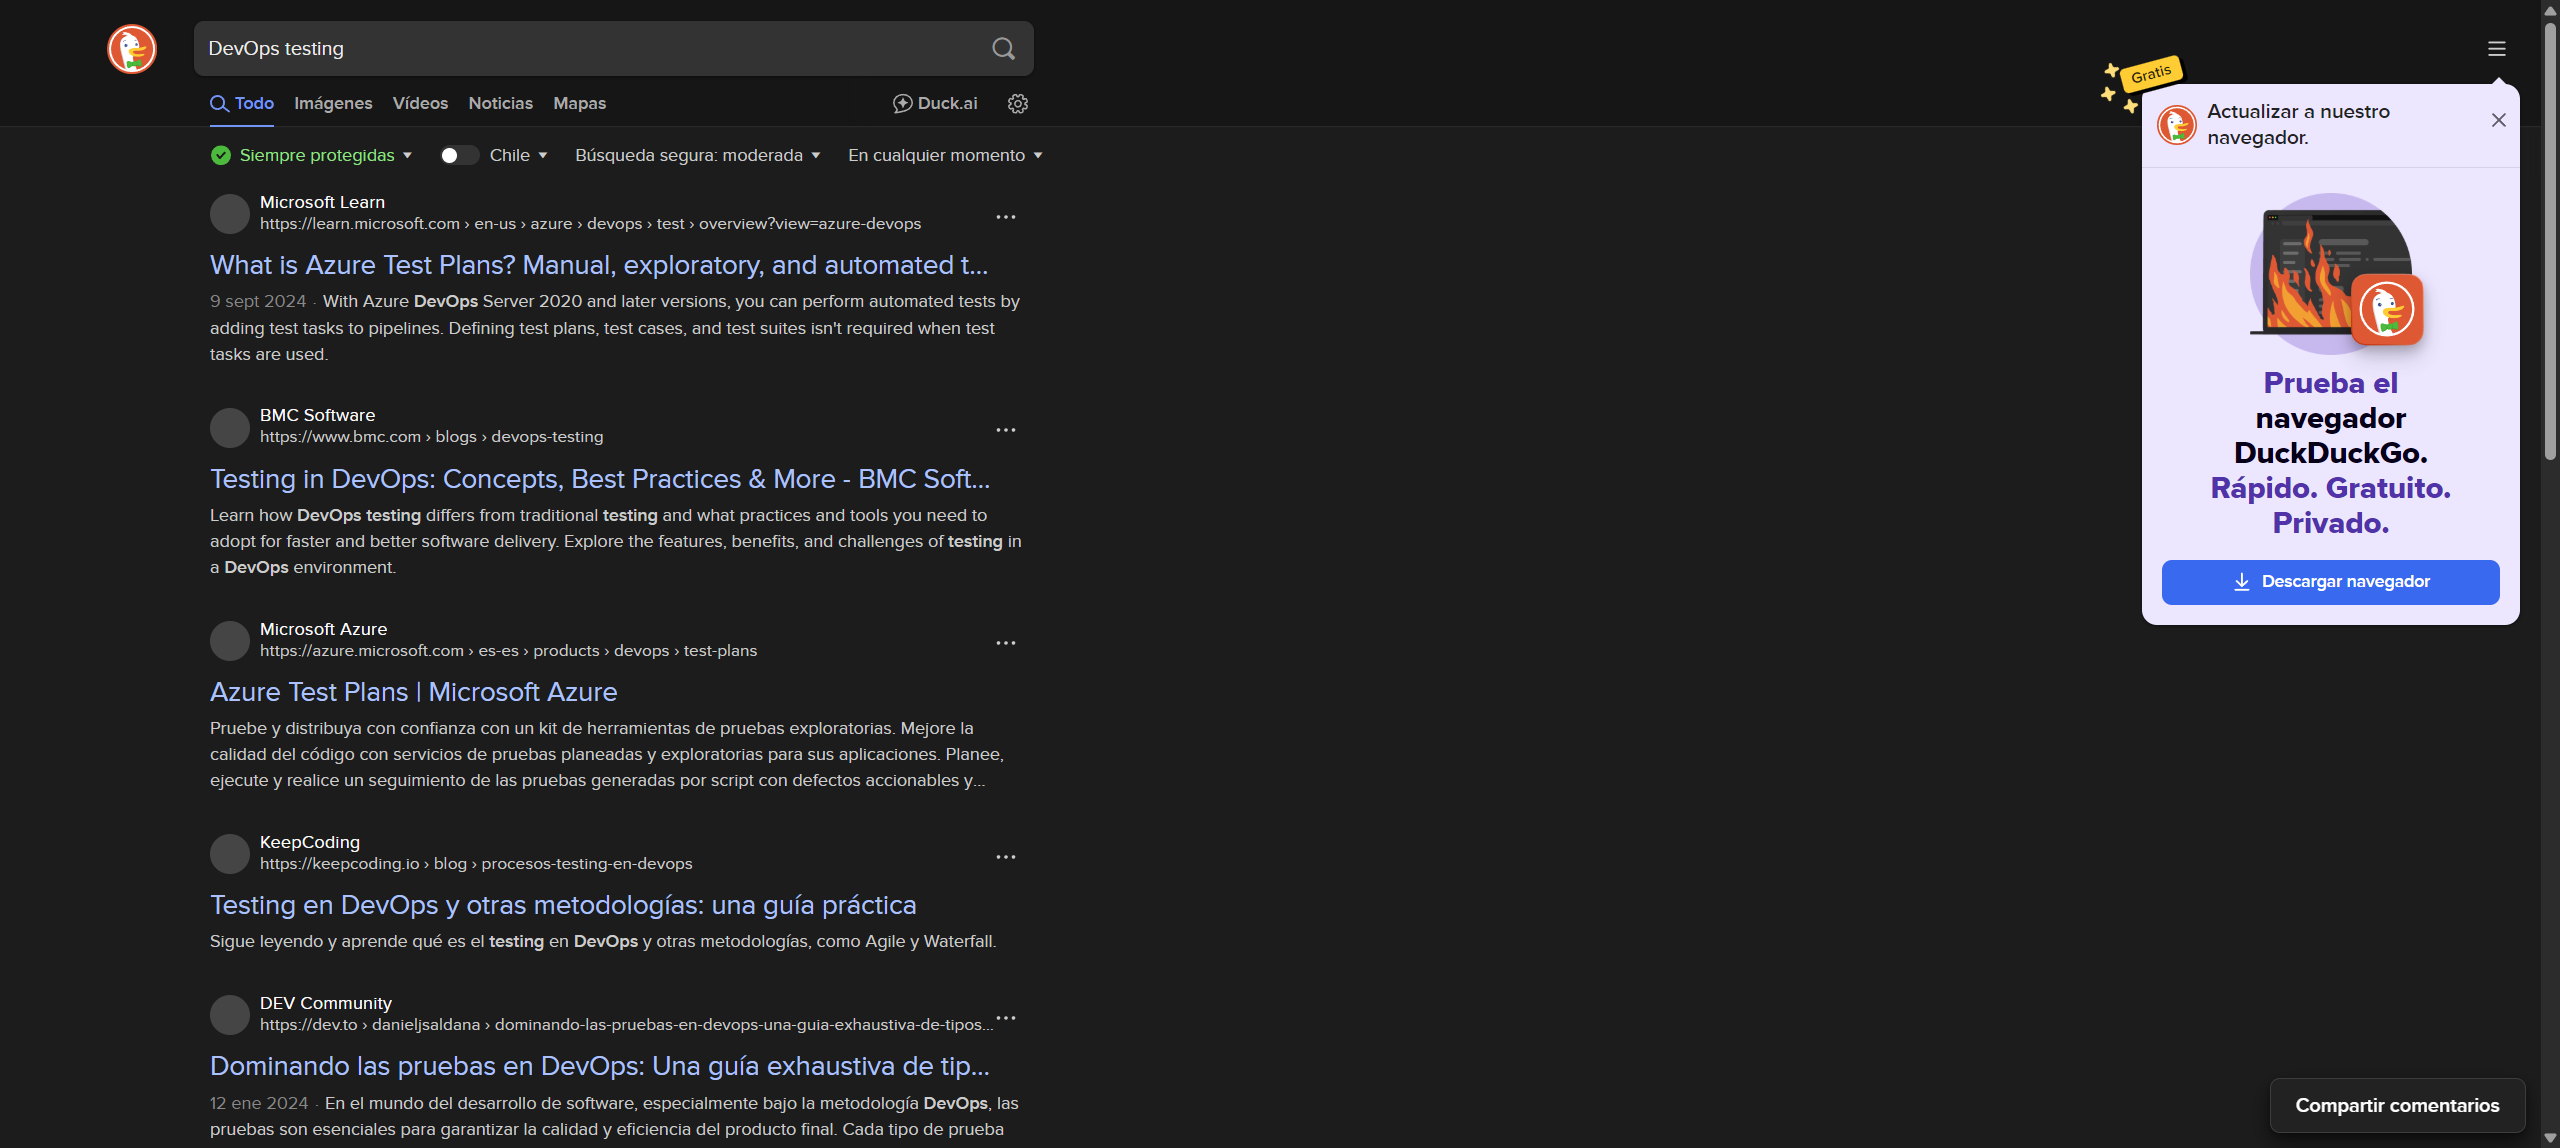 DevOps testing
Todo Imágenes Vídeos Noticias Mapas Duck.ai
Siempre protegidas Chile Búsqueda segura: moderada En cualquier momento
Microsoft Learn
https://learn.microsoft.com › en-us › azure › devops › test › overview?view=azure-devops
What is Azure Test Plans? Manual, exploratory, and automated t...
9 sept 2024 · With Azure DevOps Server 2020 and later versions, you can perform automated tests by
adding test tasks to pipelines. Defining test plans, test cases, and test suites isn't required when test
tasks are used.
BMC Software
https://www.bmc.com › blogs › devops-testing
Testing in DevOps: Concepts, Best Practices & More - BMC Soft...
Learn how DevOps testing differs from traditional testing and what practices and tools you need to
adopt for faster and better software delivery. Explore the features, benefits, and challenges of testing in
a DevOps environment.
Microsoft Azure
https://azure.microsoft.com › es-es › products › devops › test-plans
Azure Test Plans | Microsoft Azure
Pruebe y distribuya con confianza con un kit de herramientas de pruebas exploratorias. Mejore la
calidad del código con servicios de pruebas planeadas y exploratorias para sus aplicaciones. Planee,
ejecute y realice un seguimiento de las pruebas generadas por script con defectos accionables y...
KeepCoding
https://keepcoding.io › blog › procesos-testing-en-devops
Testing en DevOps y otras metodologías: una guía práctica
Sigue leyendo y aprende qué es el testing en DevOps y otras metodologías, como Agile y Waterfall.
DEV Community
https://dev.to › danieljsaldana › dominando-las-pruebas-en-devops-una-guia-exhaustiva-de-tipos...
Dominando las pruebas en DevOps: Una guía exhaustiva de tip...
12 ene 2024 · En el mundo del desarrollo de software, especialmente bajo la metodología DevOps, las
pruebas son esenciales para garantizar la calidad y eficiencia del producto final. Cada tipo de prueba
Gratis
Actualizar a nuestro
navegador.
Prueba el
navegador
DuckDuckGo.
Rápido. Gratuito.
Privado.
Descargar navegador
Compartir comentarios